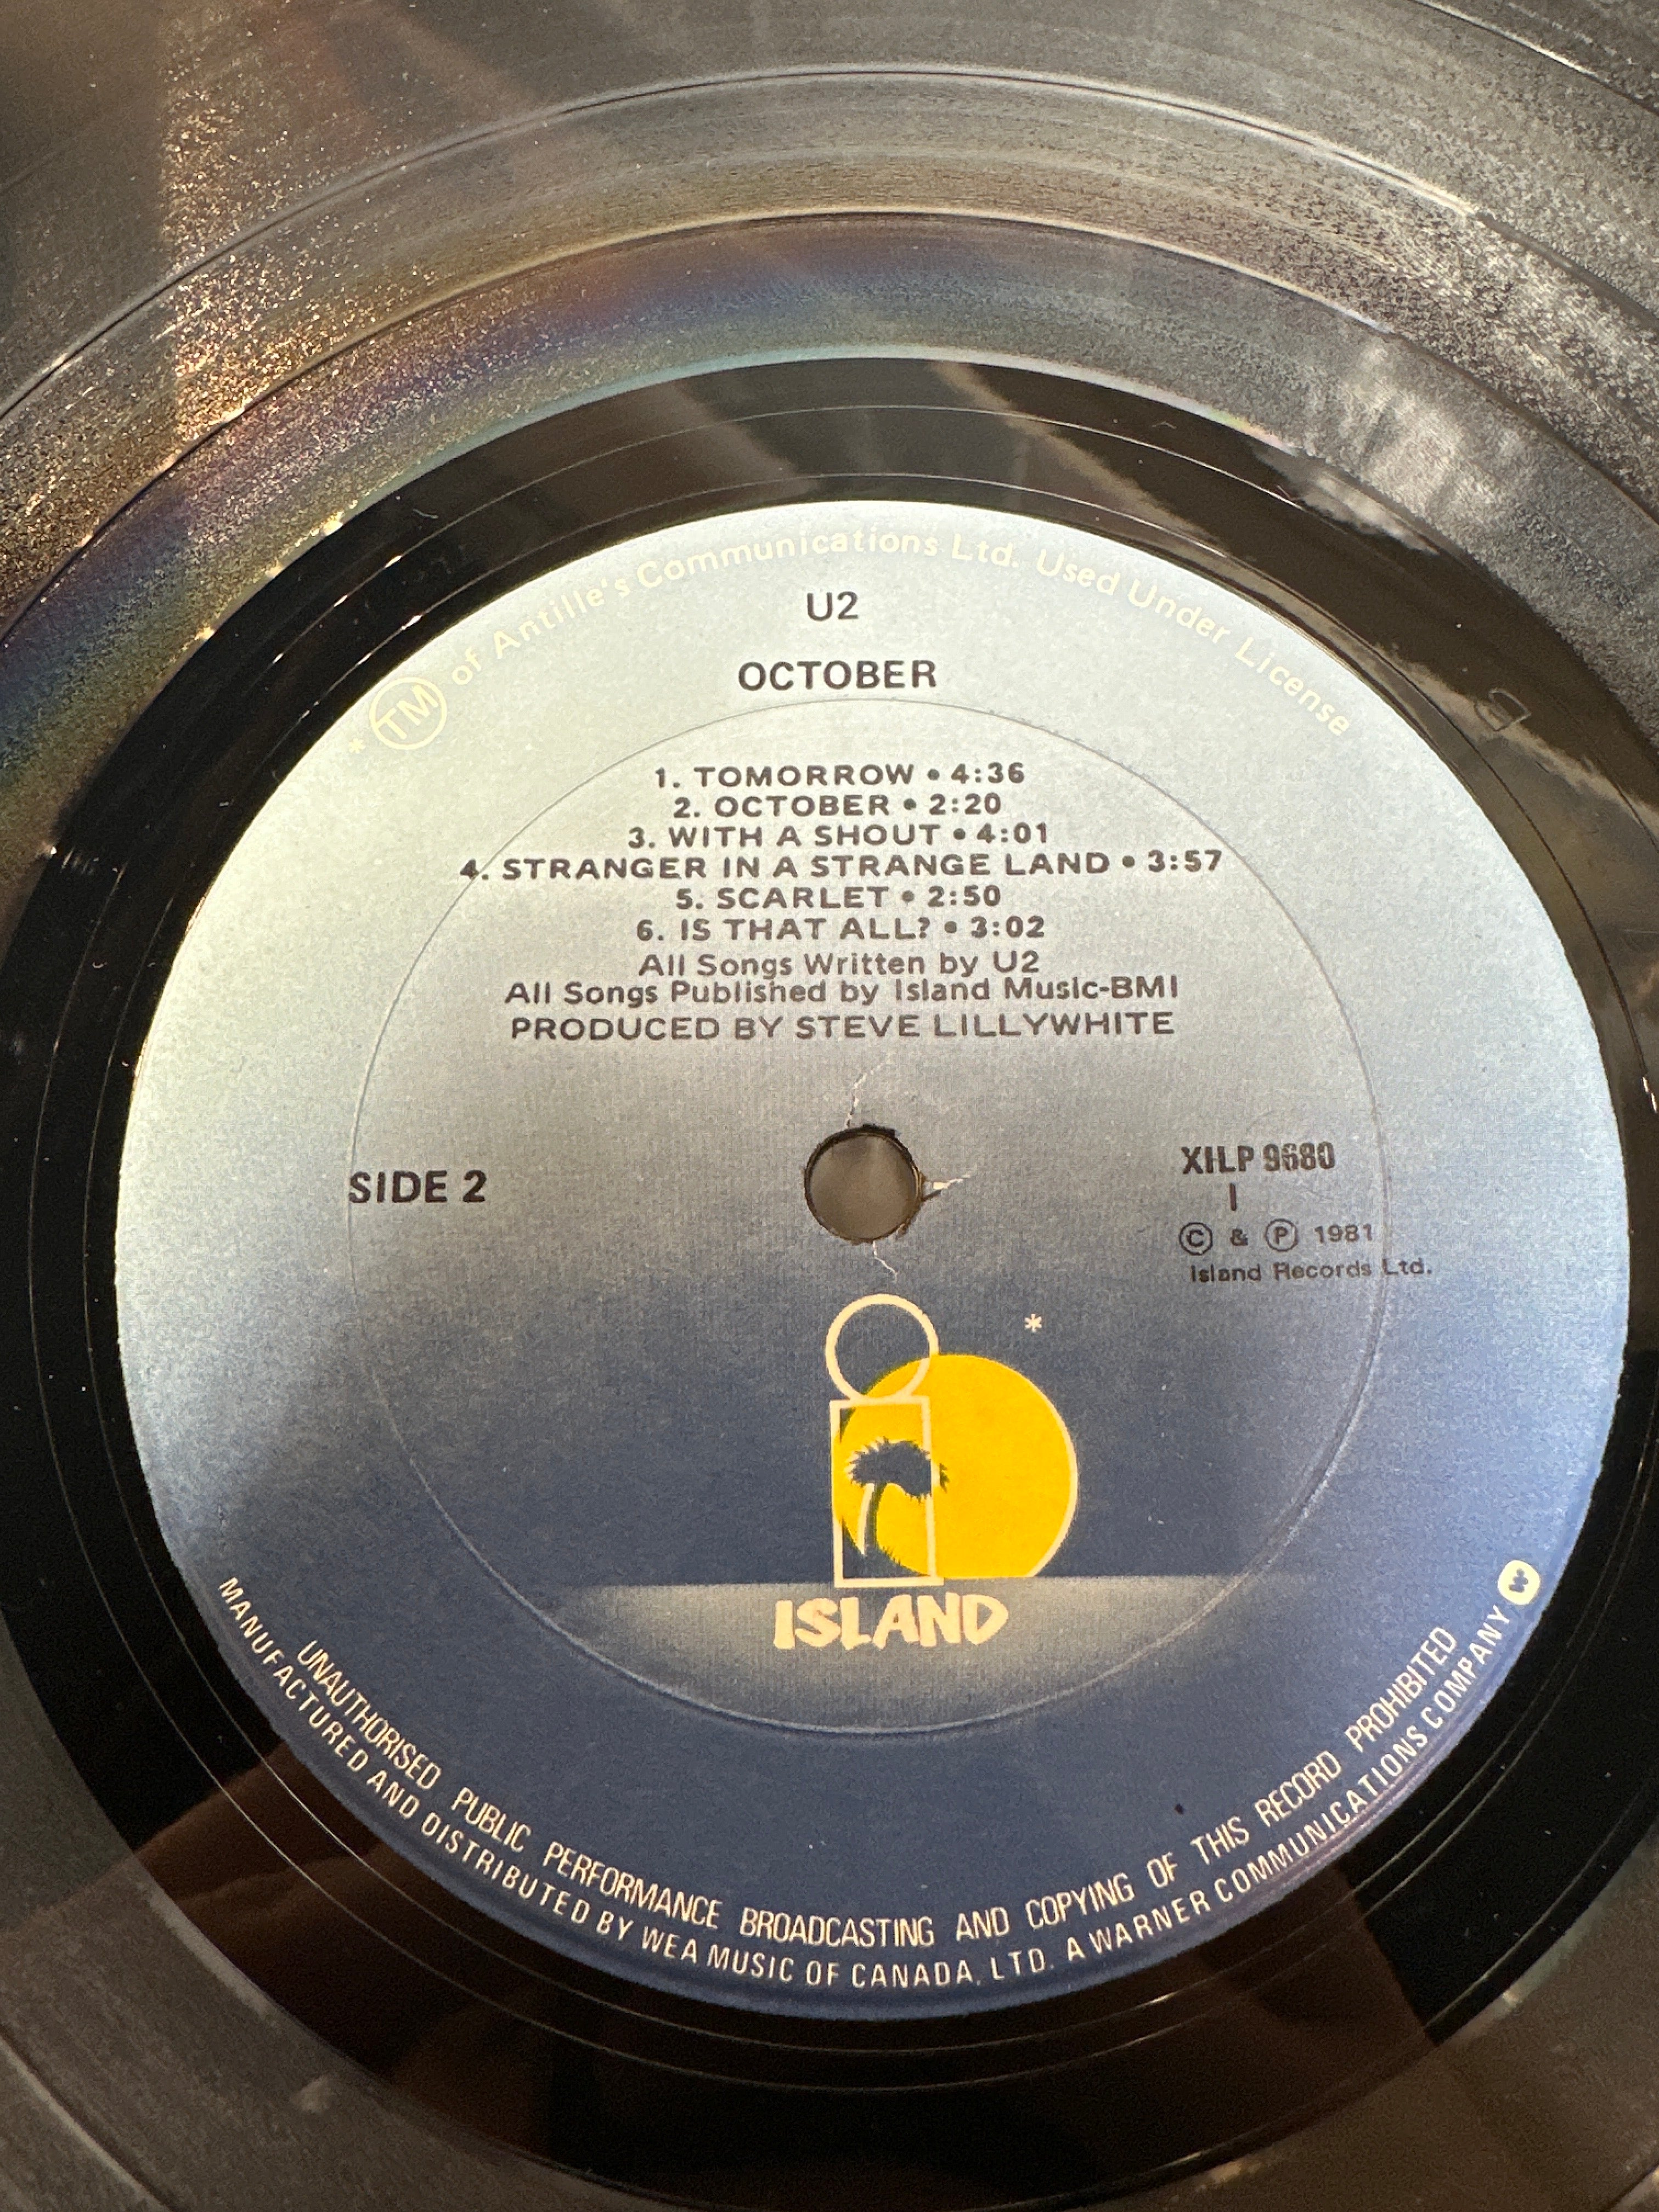 * TM of Antille's Communications Ltd. Used Under License
U2
OCTOBER
1. TOMORROW • 4:36
2. OCTOBER • 2:20
3. WITH A SHOUT • 4:01
4. STRANGER IN A STRANGE LAND • 3:57
5. SCARLET • 2:50
6. IS THAT ALL? • 3:02
All Songs Written by U2
All Songs Published by Island Music-BMI
PRODUCED BY STEVE LILLYWHITE
SIDE 2
XILP 9680
I
© & ℗ 1981
Island Records Ltd.
*
ISLAND
UNAUTHORISED PUBLIC PERFORMANCE BROADCASTING AND COPYING OF THIS RECORD PROHIBITED
MANUFACTURED AND DISTRIBUTED BY WEA MUSIC OF CANADA, LTD. A WARNER COMMUNICATIONS COMPANY